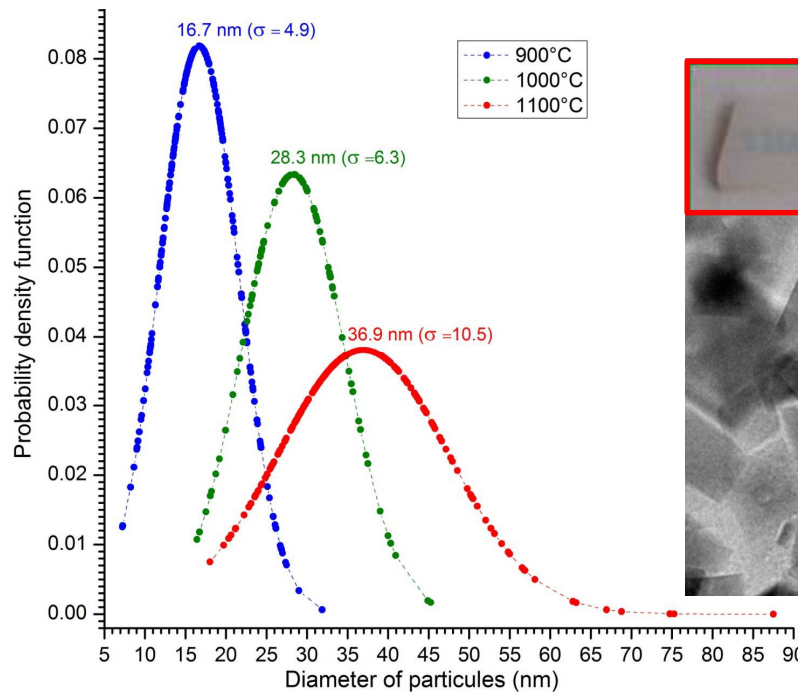 16.7 nm (σ = 4.9)
28.3 nm (σ =6.3)
36.9 nm (σ =10.5)
900°C
1000°C
1100°C
Probability density function
0.08
0.07
0.06
0.05
0.04
0.03
0.02
0.01
0.00
5 10 15 20 25 30 35 40 45 50 55 60 65 70 75 80 85 90
Diameter of particules (nm)